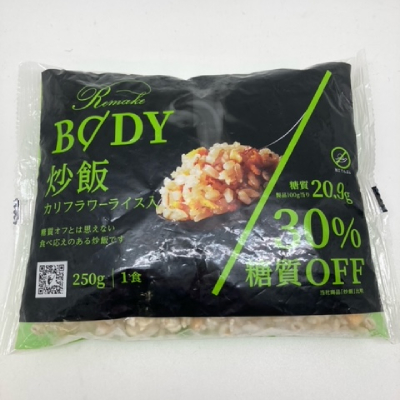 Remake
BODY
炒飯
カリフラワーライス入
糖質オフとは思えない
食べ応えのある炒飯です
250g 1食
糖質 20.9g
30%
糖質OFF